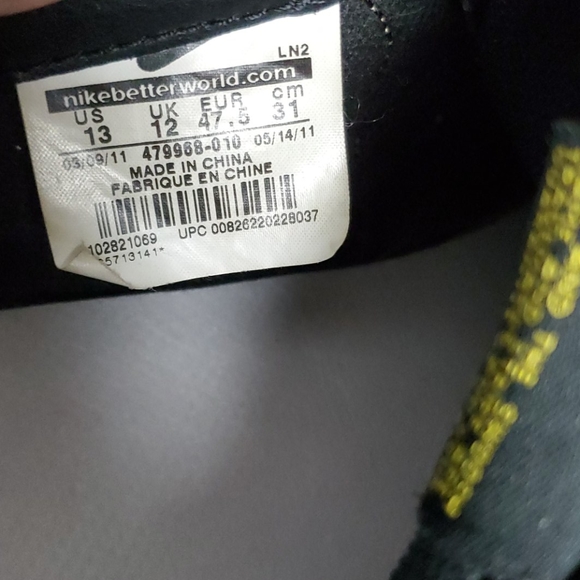 LN2
nikebetterworld.com
US UK EUR cm
13 12 47.5 31
03/09/11 479968-010 05/14/11
MADE IN CHINA
FABRIQUE EN CHINE
102821069 UPC 00826220228037
5713141*